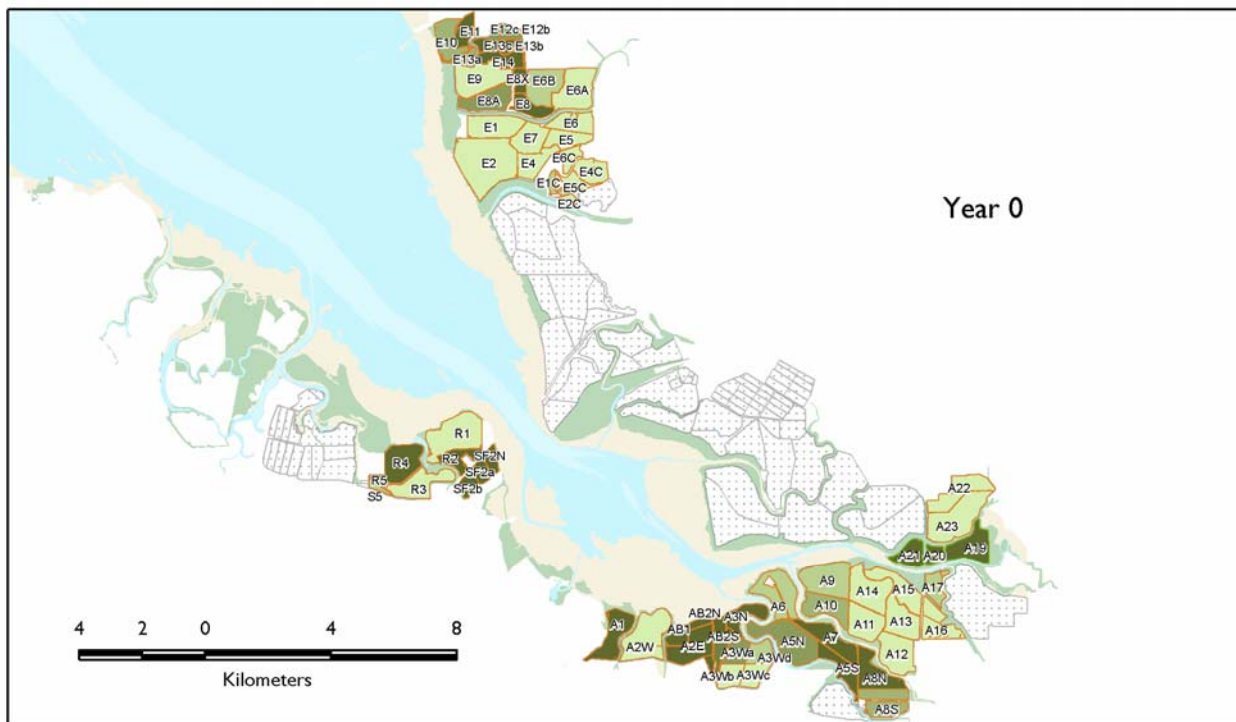 E11 E12c E12b
E10 E13c E13b
E13a E14
E9 E8X E6B E6A
E8A E8
E1 E7 E6
E5
E2 E4 E6C E4C
E1C E5C
E2C
Year 0
R1
R4 R2 SF2N
SF2a
R5 R3 SF2b
S5
A22
A23
A21 A20 A19
A9 A14 A15 A17
A6 A10
AB2N A3N
A1 AB1 AB2S A7 A11 A13 A16
A2W A2E A3Wa A5N
A3Wd A12
A3Wb A3Wc A5S A8N
A8S
4 2 0 4 8
Kilometers